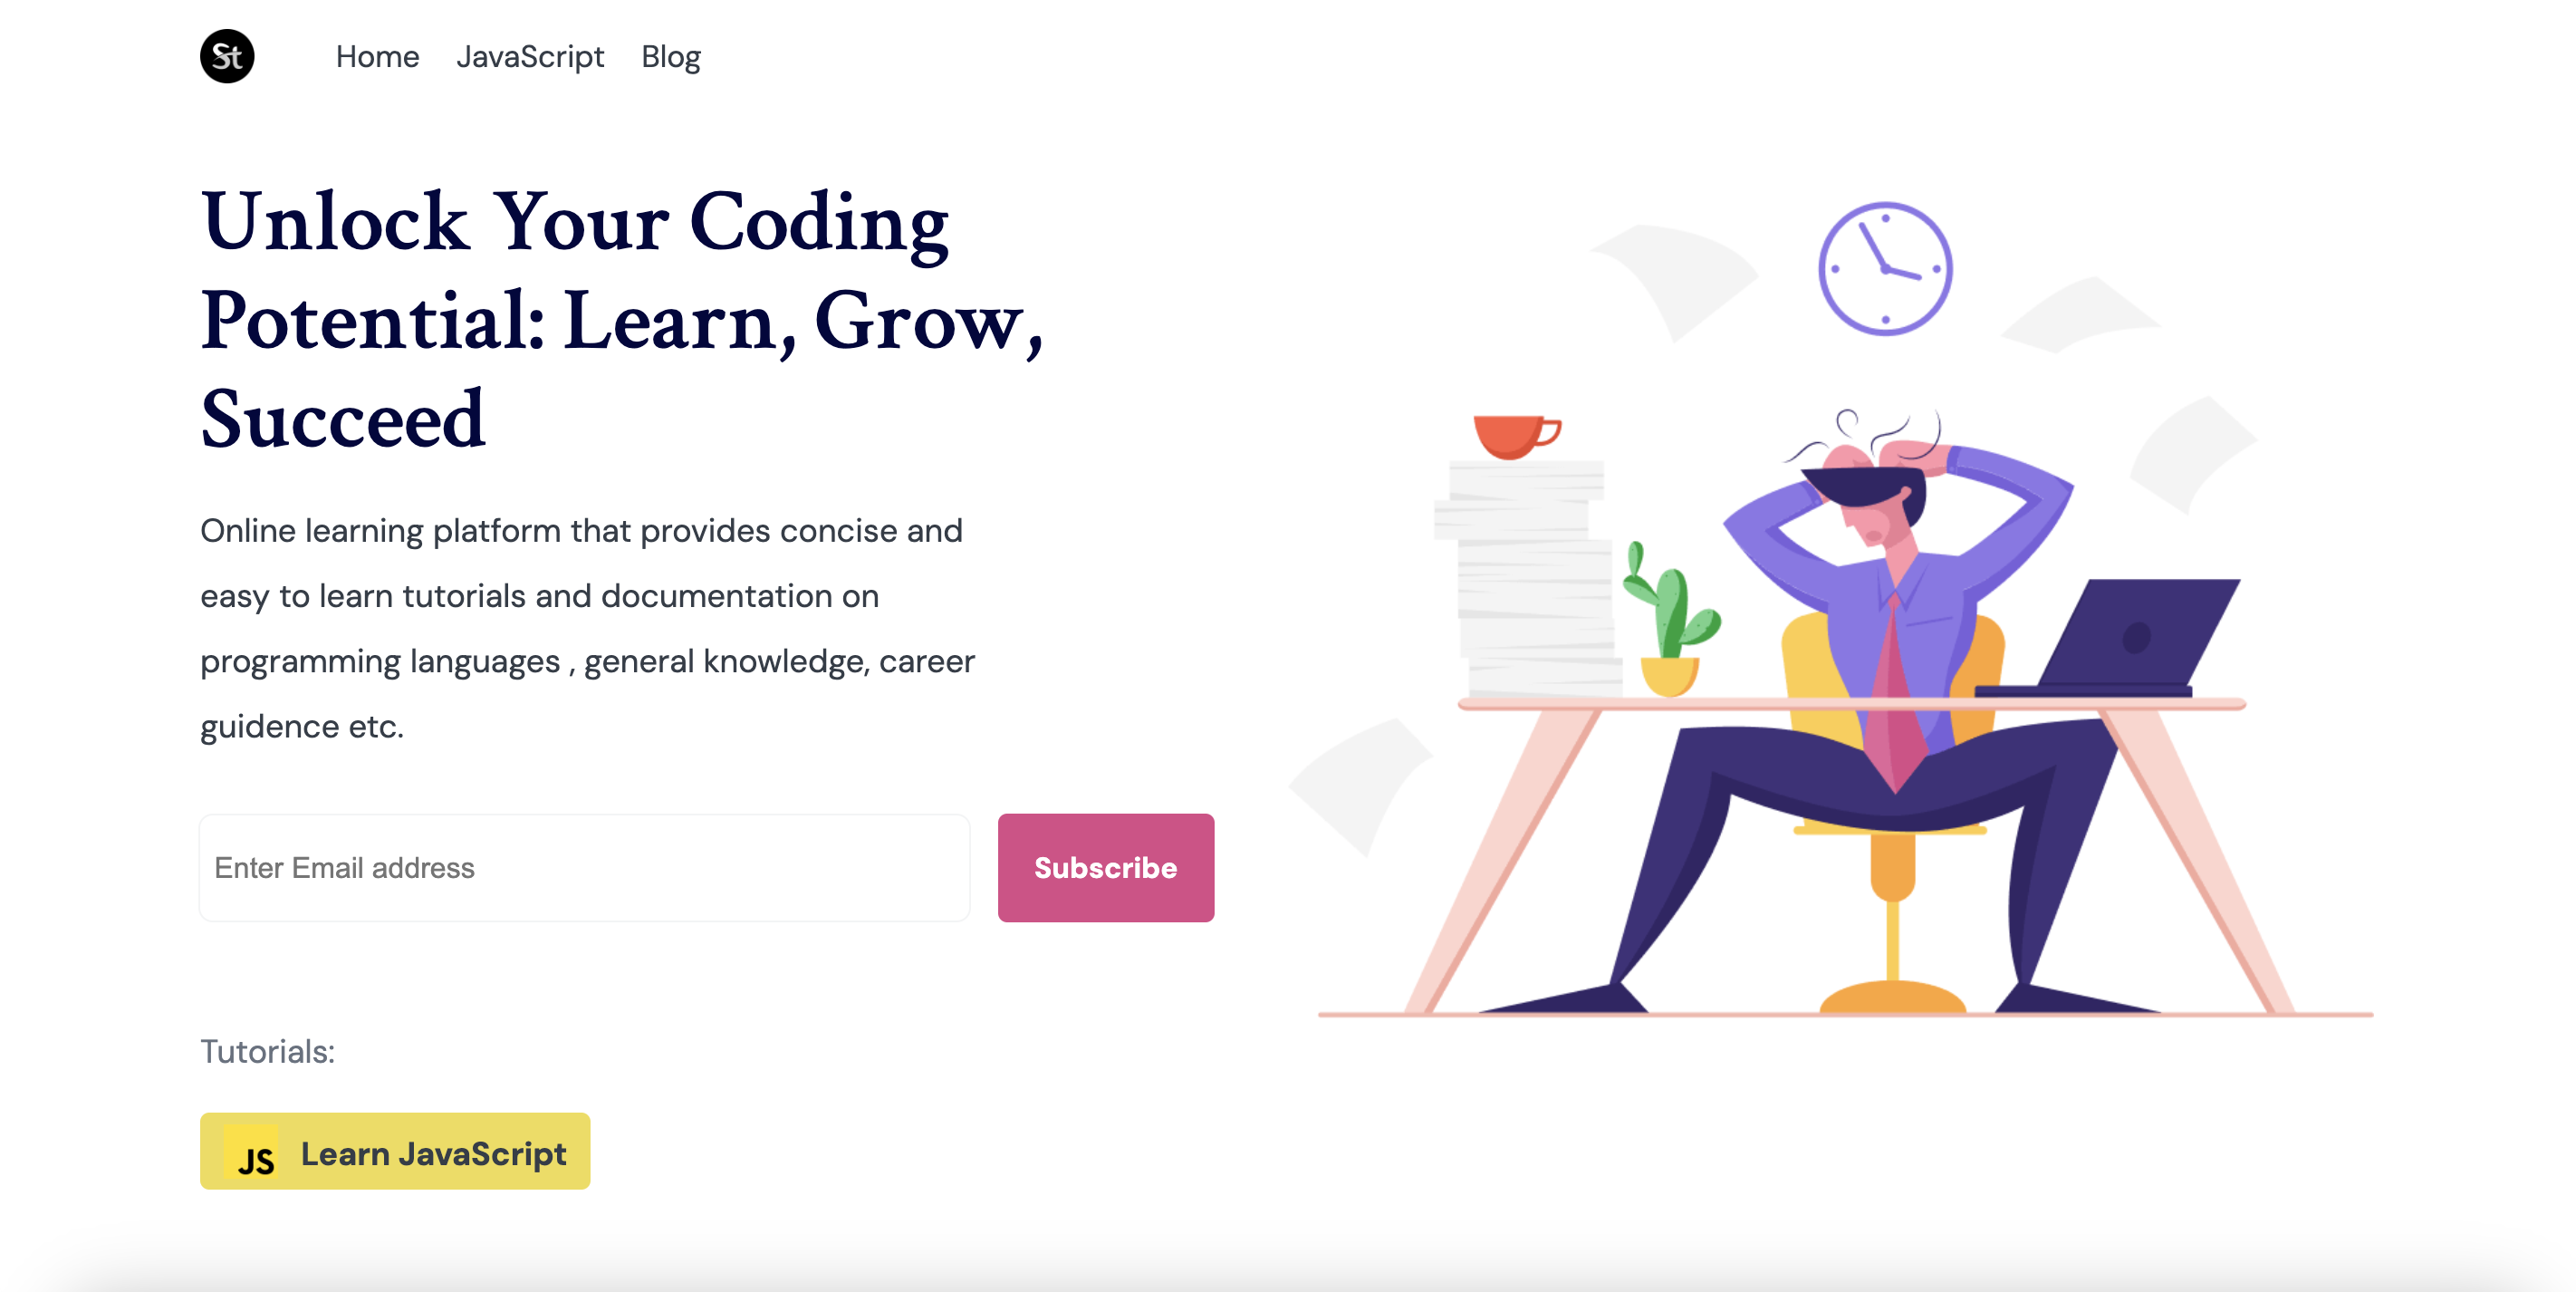 St
Home JavaScript Blog
Unlock Your Coding
Potential: Learn, Grow,
Succeed
Online learning platform that provides concise and
easy to learn tutorials and documentation on
programming languages , general knowledge, career
guidence etc.
Enter Email address
Subscribe
Tutorials:
JS Learn JavaScript